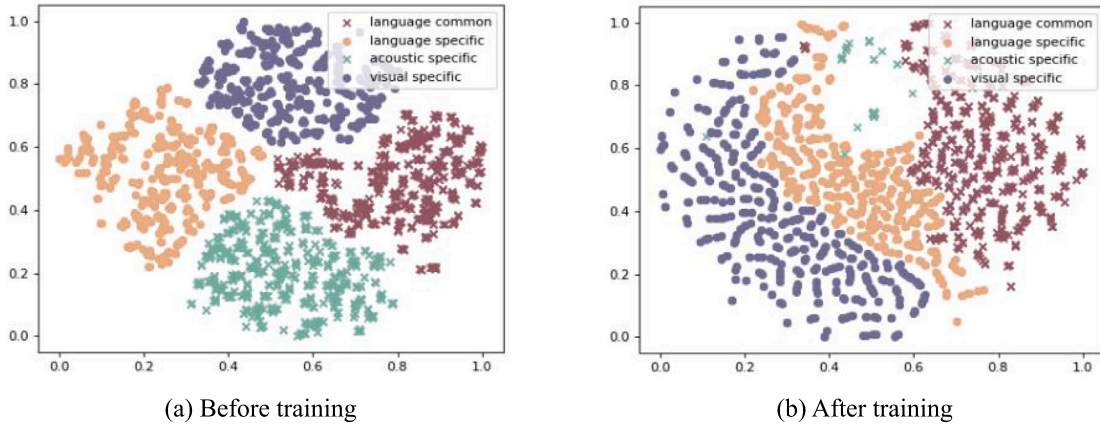 1.0
0.8
0.6
0.4
0.2
0.0
0.0 0.2 0.4 0.6 0.8 1.0
language common
language specific
acoustic specific
visual specific
(a) Before training
1.0
0.8
0.6
0.4
0.2
0.0
0.0 0.2 0.4 0.6 0.8 1.0
language common
language specific
acoustic specific
visual specific
(b) After training